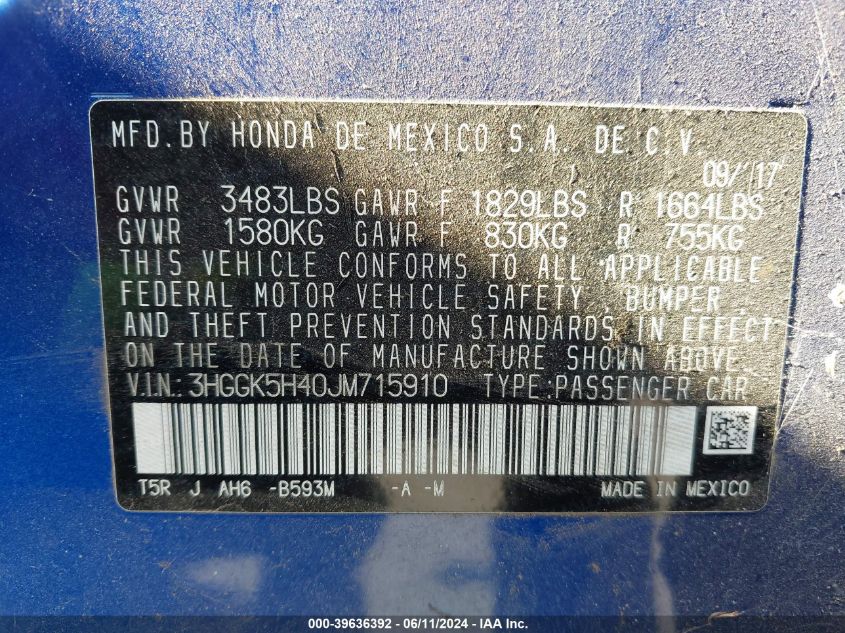 MFD.BY HONDA DE MEXICO S.A. DE C.V.
09/17
GVWR 3483LBS GAWR F 1829LBS R 1664LBS
GVWR 1580KG GAWR F 830KG R 755KG
THIS VEHICLE CONFORMS TO ALL APPLICABLE
FEDERAL MOTOR VEHICLE SAFETY, BUMPER,
AND THEFT PREVENTION STANDARDS IN EFFECT
ON THE DATE OF MANUFACTURE SHOWN ABOVE.
V.I.N: 3HGGK5H40JM715910 TYPE:PASSENGER CAR
T5R J AH6 -B593M -A -M MADE IN MEXICO
000-39636392 - 06/11/2024 - IAA Inc.